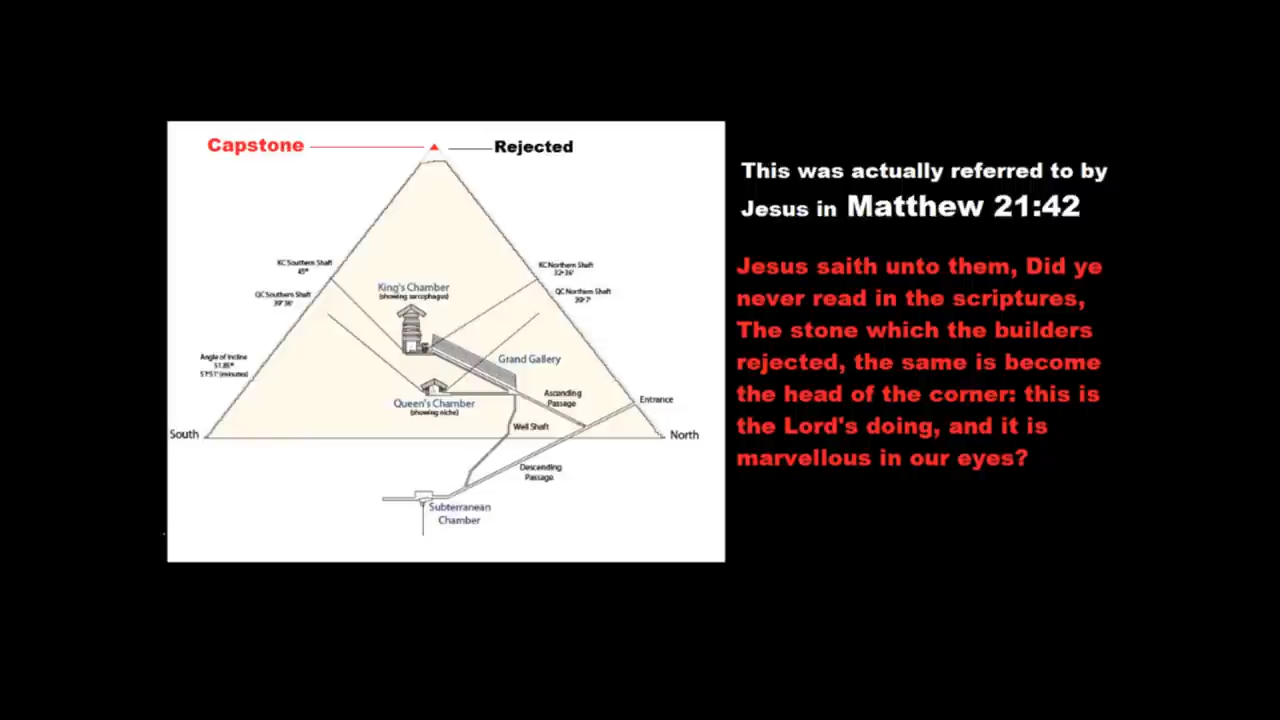 Capstone
Rejected
This was actually referred to by
Jesus in Matthew 21:42
Jesus saith unto them, Did ye
never read in the scriptures,
The stone which the builders
rejected, the same is become
the head of the corner: this is
the Lord's doing, and it is
marvellous in our eyes?
KC Southern Shaft
45°
KC Northern Shaft
32°36'
QC Southern Shaft
39°36'
QC Northern Shaft
39°7'
King's Chamber
(showing sarcophagus)
Angle of Incline
51.85°
51°51' (minutes)
Grand Gallery
Queen's Chamber
(showing niche)
Ascending
Passage
Entrance
Well Shaft
South
North
Descending
Passage
Subterranean
Chamber